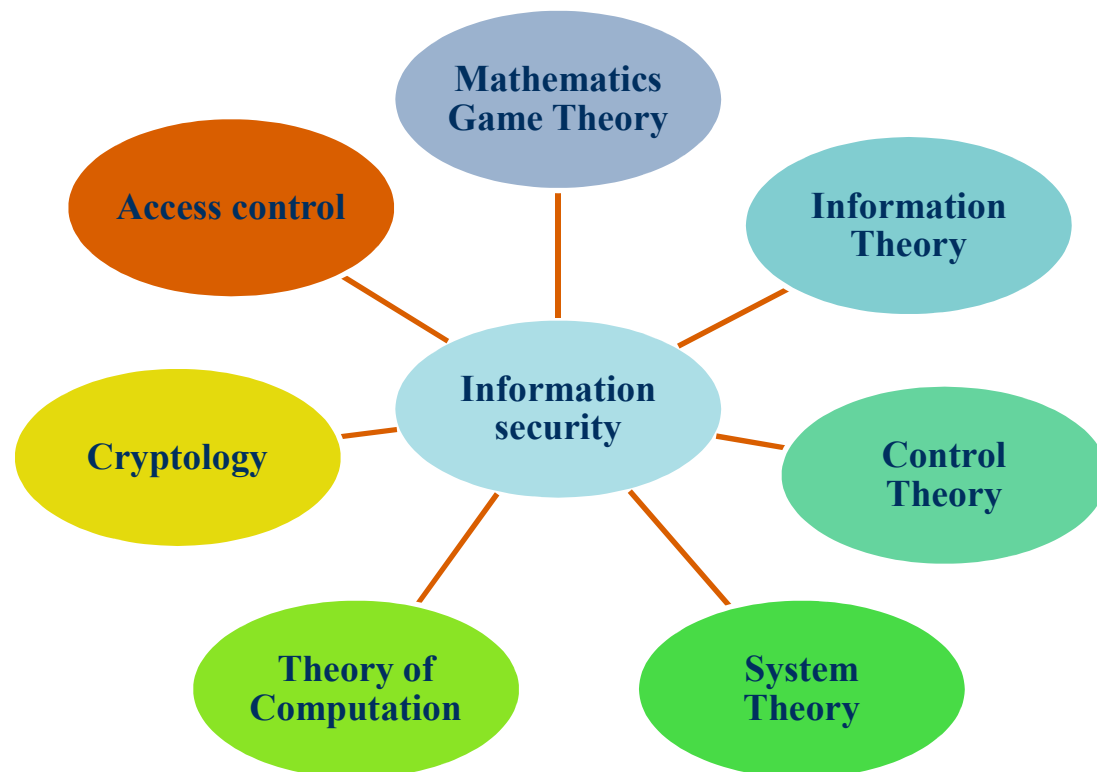 Mathematics
Game Theory
Access control
Information
Theory
Information
security
Cryptology
Control
Theory
Theory of
Computation
System
Theory